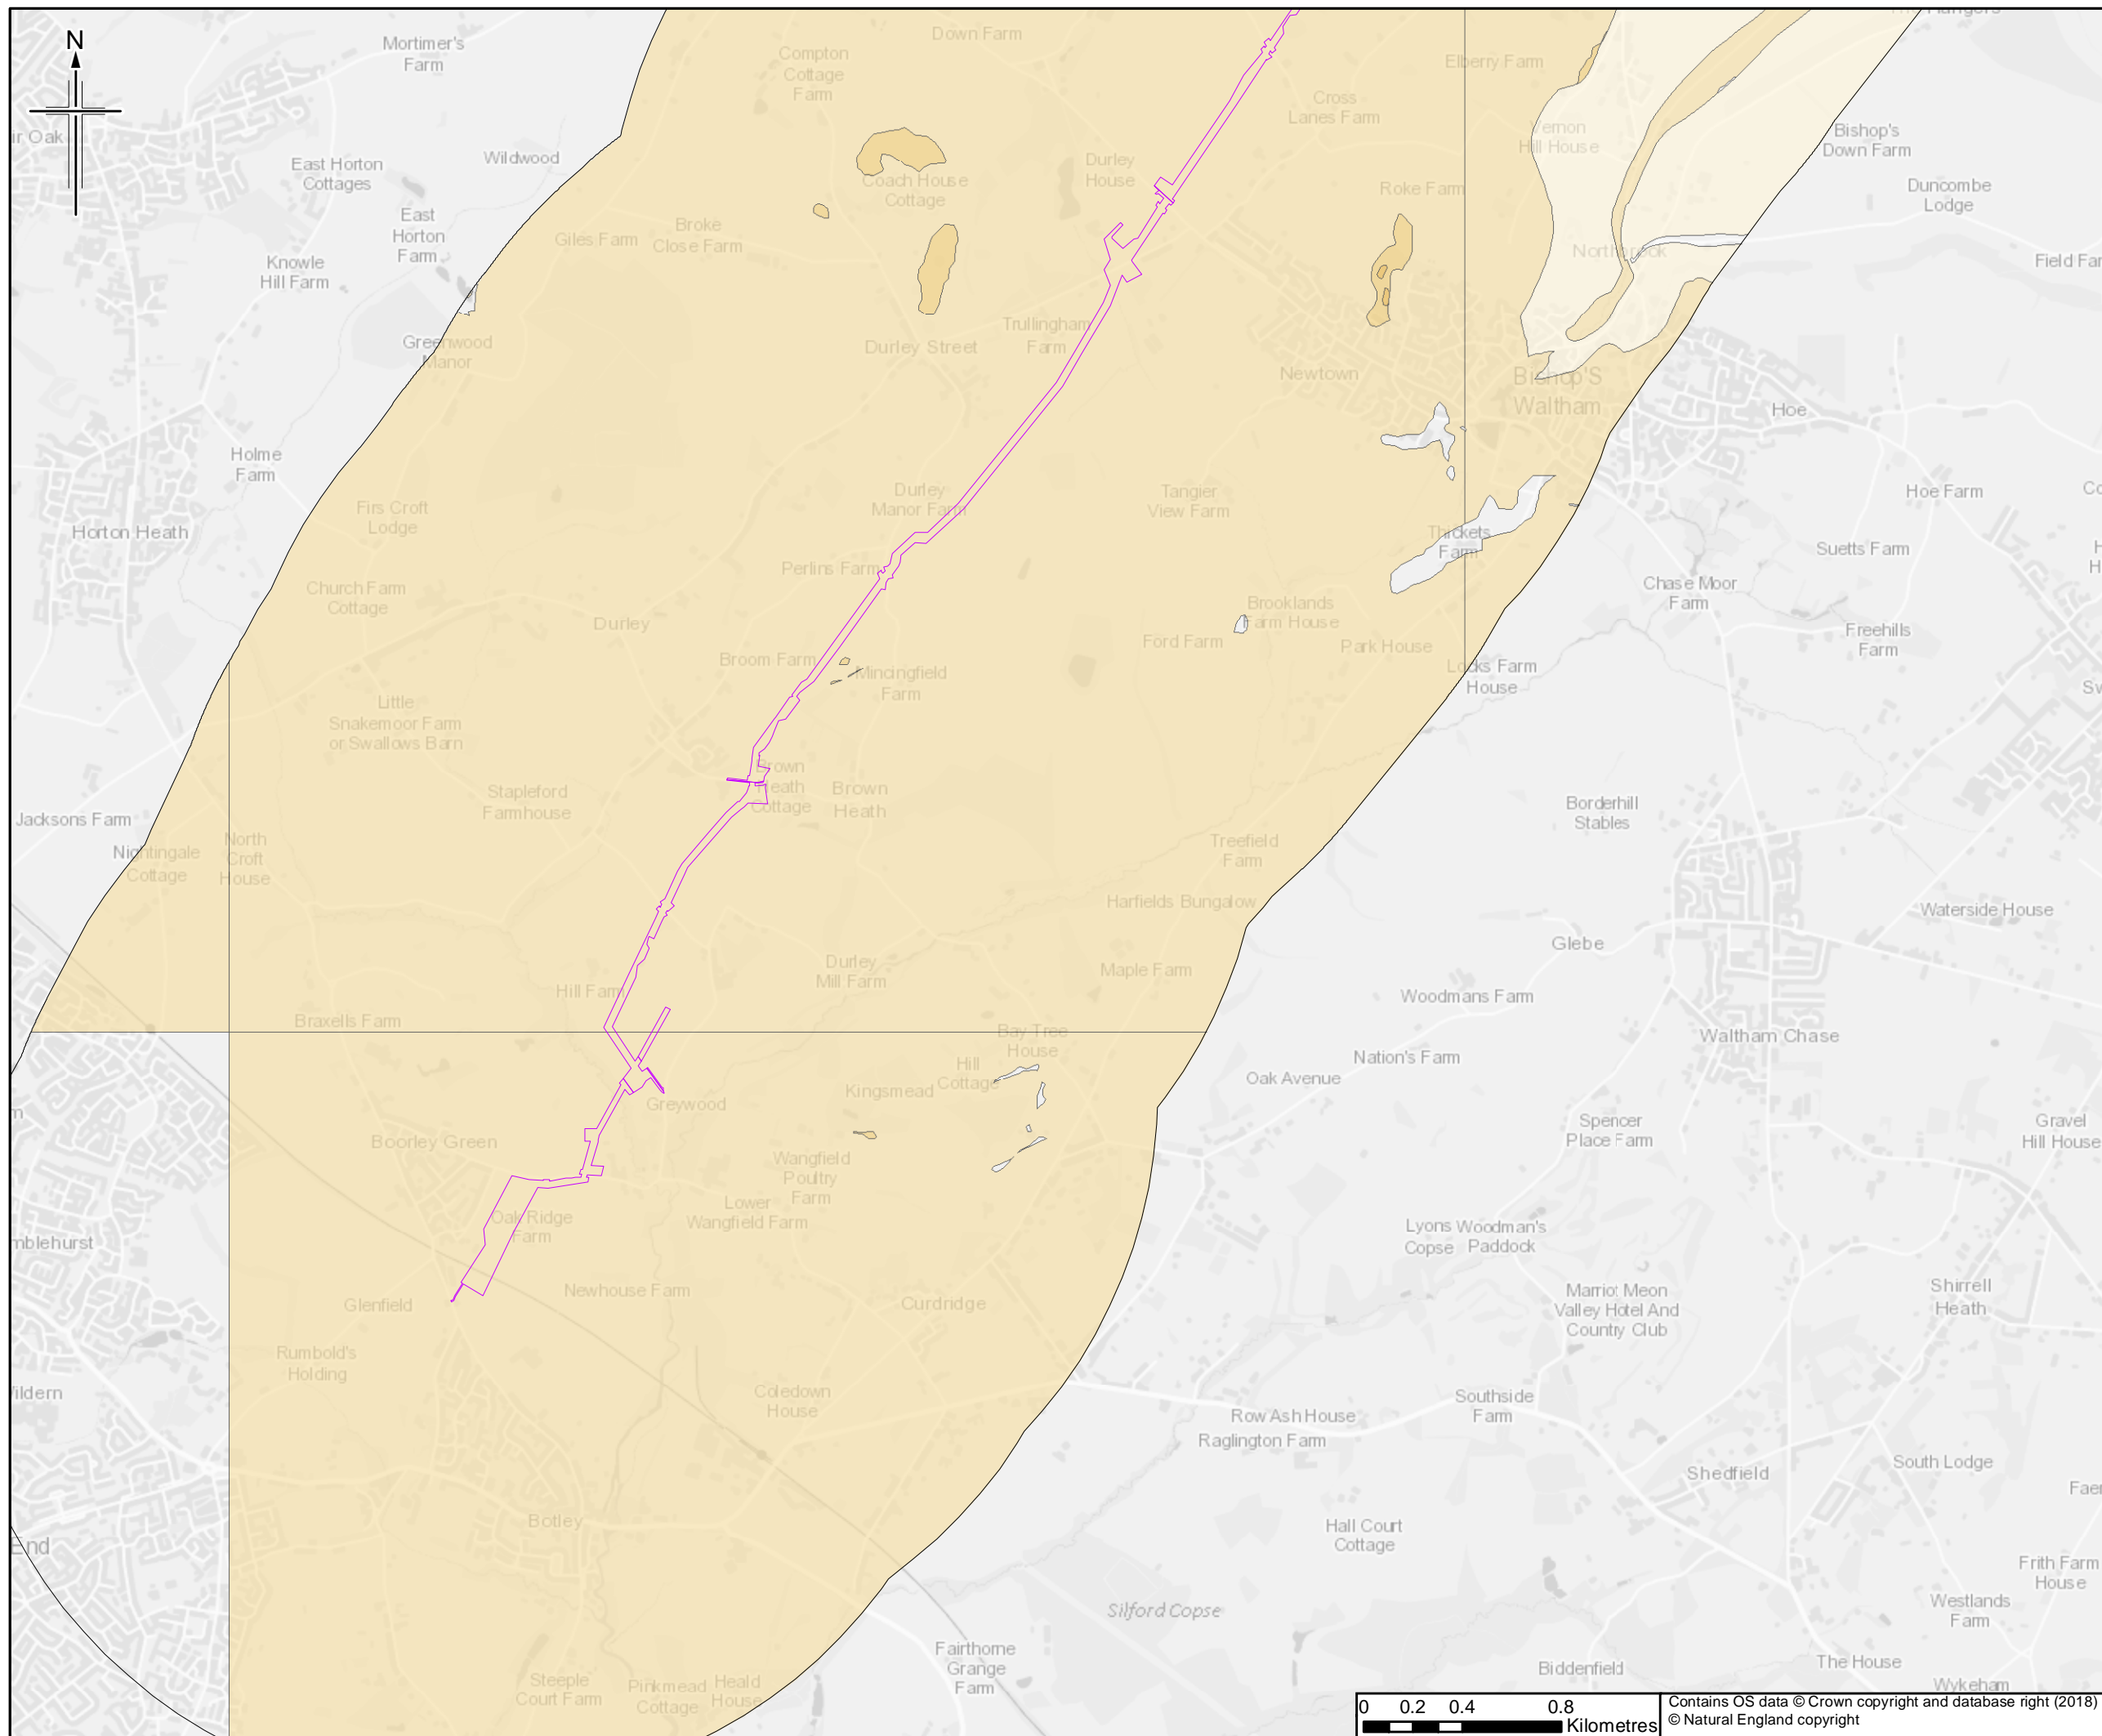 N
The Hangers
Mortimer's
Farm
Down Farm
Compton
Cottage
Farm
Elberry Farm
Cross
Lanes Farm
Vernon
Hill House
Bishop's
Down Farm
ir Oak
East Horton
Cottages
Wildwood
Durley
House
Coach House
Cottage
Roke Farm
Duncombe
Lodge
East
Horton
Farm
Broke
Close Farm
Giles Farm
Northbrook
Field Far
Knowle
Hill Farm
Greenwood
Manor
Durley Street
Trullingham
Farm
Newtown
Bishop'S
Waltham
Hoe
Holme
Farm
Firs Croft
Lodge
Durley
Manor Farm
Tangier
View Farm
Hoe Farm
Co
Horton Heath
Thickets
Farm
Suetts Farm
H
H
Perlins Farm
Church Farm
Cottage
Chase Moor
Farm
Brooklands
Farm House
Durley
Ford Farm
Park House
Freehills
Farm
Broom Farm
Mincingfield
Farm
Locks Farm
House
Sw
Little
Snakemoor Farm
or Swallows Barn
Brown
Heath
Cottage
Brown
Heath
Stapleford
Farmhouse
Borderhill
Stables
Jacksons Farm
Nightingale
Cottage
North
Croft
House
Treefield
Farm
Harfields Bungalow
Waterside House
Glebe
Durley
Mill Farm
Maple Farm
Hill Farm
Woodmans Farm
Braxells Farm
Bay Tree
House
Waltham Chase
Nation's Farm
Hill
Cottage
Oak Avenue
Kingsmead
Greywood
m
Boorley Green
Spencer
Place Farm
Gravel
Hill House
Wangfield
Poultry
Farm
Lower
Wangfield Farm
Oak Ridge
Farm
mblehurst
Lyons
Copse
Woodman's
Paddock
Newhouse Farm
Glenfield
Curdridge
Marriot Meon
Valley Hotel And
Country Club
Shirrell
Heath
Rumbold's
Holding
ildern
Coledown
House
Southside
Farm
Row Ash House
Raglington Farm
Shedfield
South Lodge
Faer
Botley
End
Hall Court
Cottage
Frith Farm
House
Silford Copse
Westlands
Farm
Fairthorne
Grange
Farm
Biddenfield
The House
Wykeham
Steeple
Court Farm
Pinkmead
Cottage
Heald
House
0 0.2 0.4 0.8
Kilometres
Contains OS data © Crown copyright and database right (2018)
© Natural England copyright